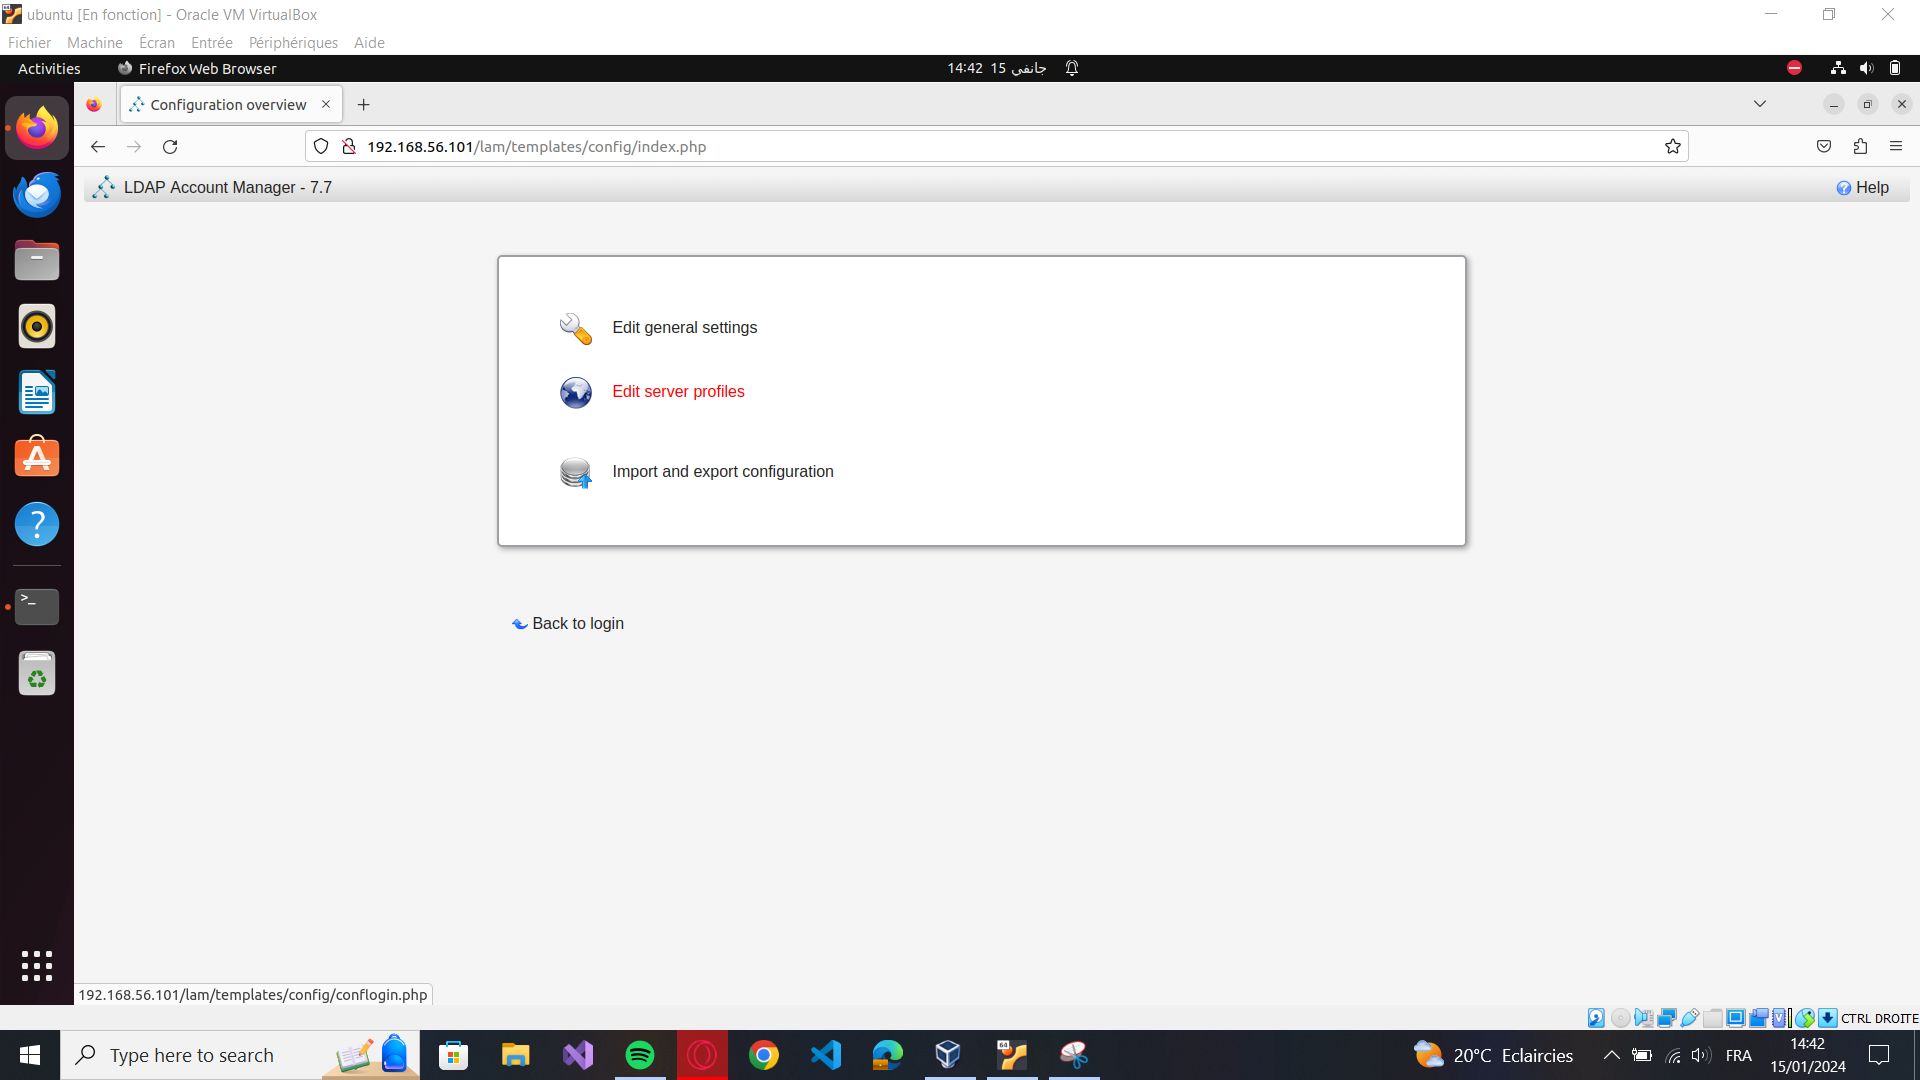 ubuntu [En fonction] - Oracle VM VirtualBox
Fichier Machine Écran Entrée Périphériques Aide
Activities Firefox Web Browser 14:42 15 جانفي
Configuration overview
192.168.56.101/lam/templates/config/index.php
LDAP Account Manager - 7.7 Help
Edit general settings
Edit server profiles
Import and export configuration
Back to login
192.168.56.101/lam/templates/config/conflogin.php
CTRL DROITE
Type here to search 20°C Eclaircies FRA 14:42
15/01/2024